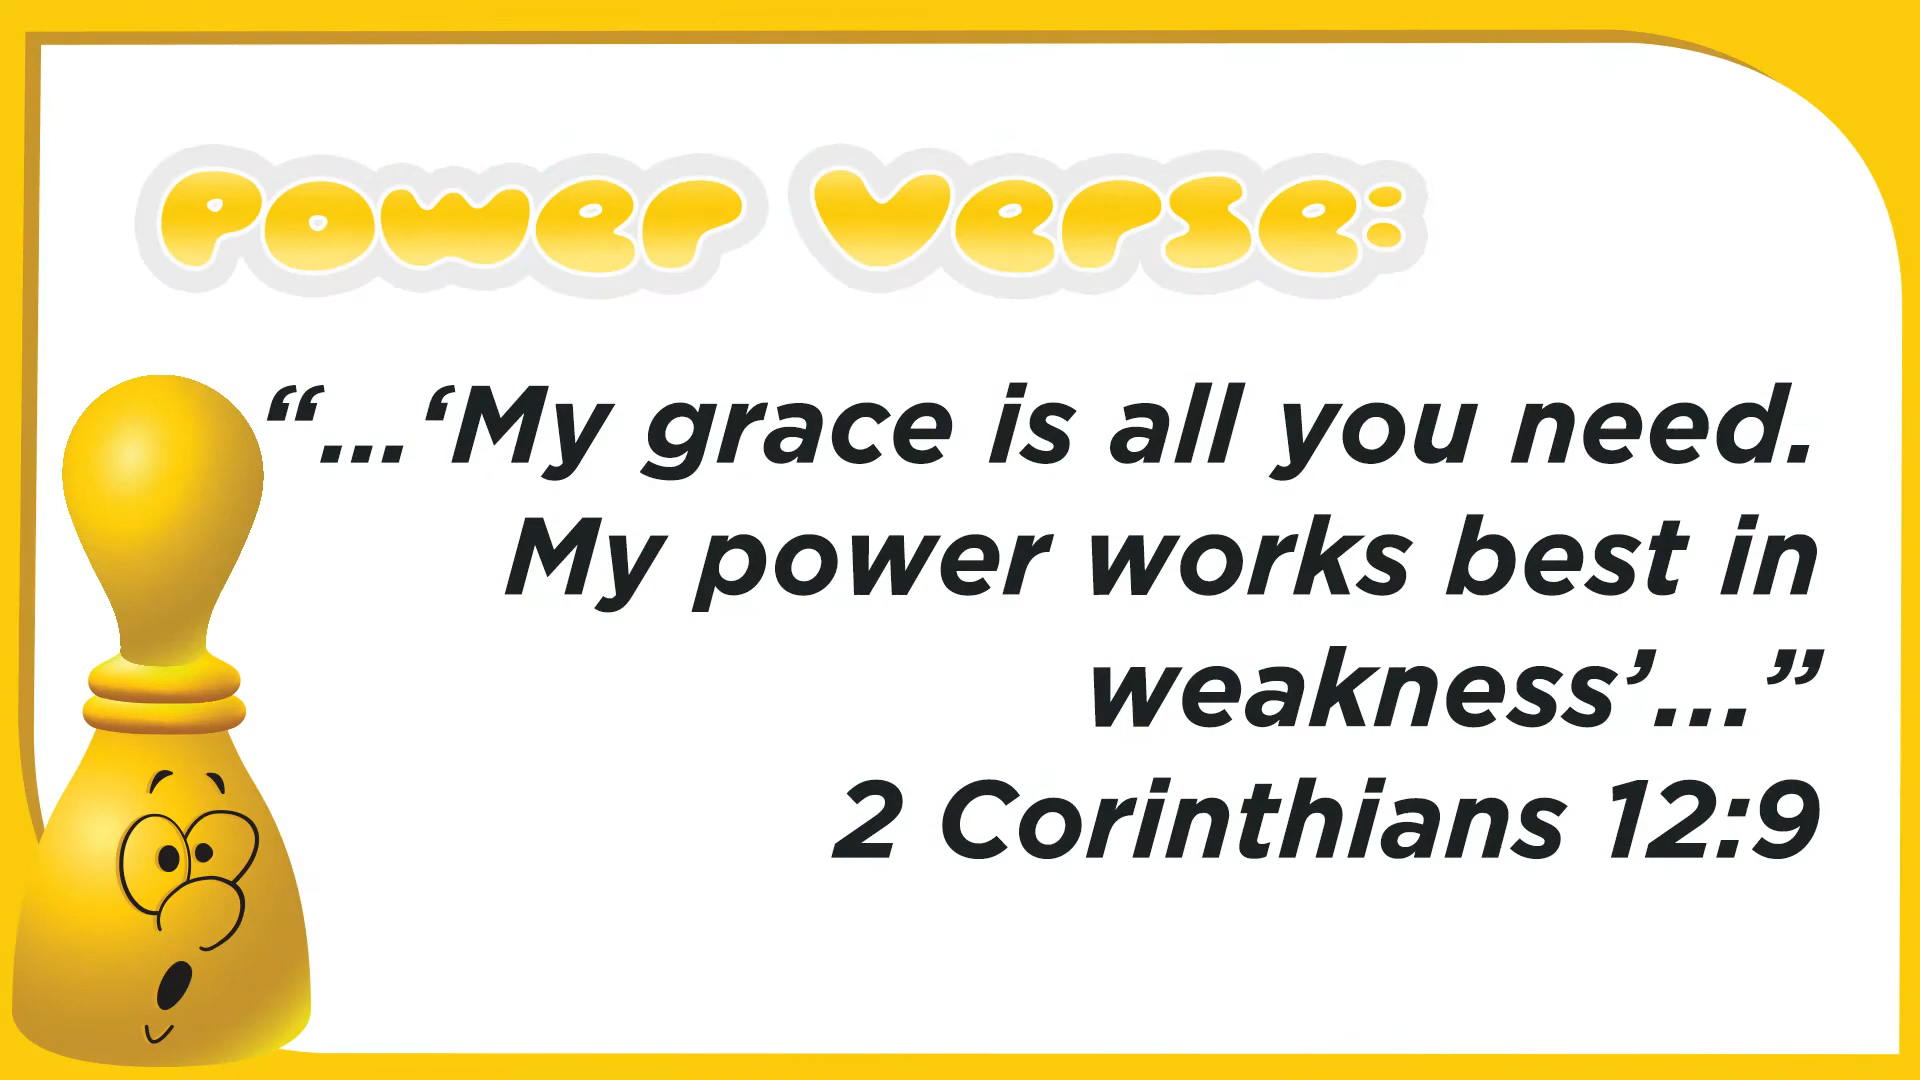 Power Verse:
“...‘My grace is all you need.
My power works best in
weakness’...”
2 Corinthians 12:9